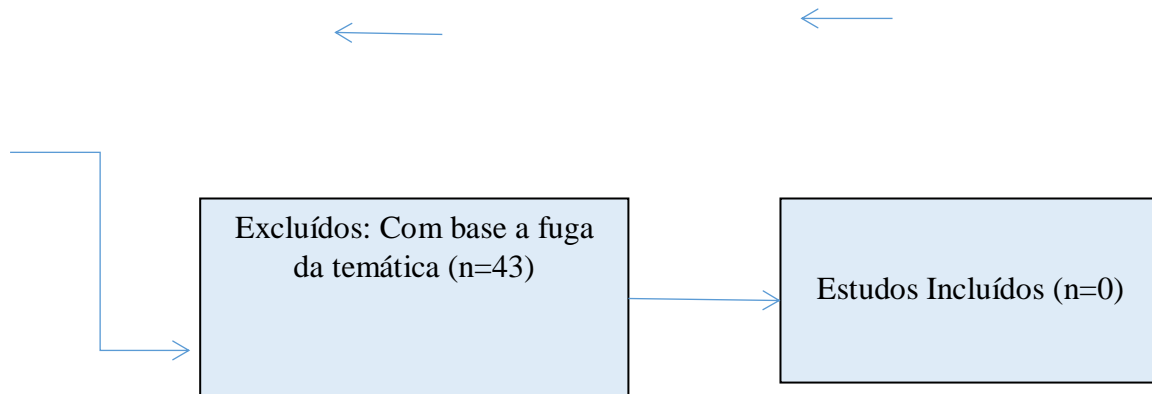 Excluídos: Com base a fuga
da temática (n=43)
Estudos Incluídos (n=0)